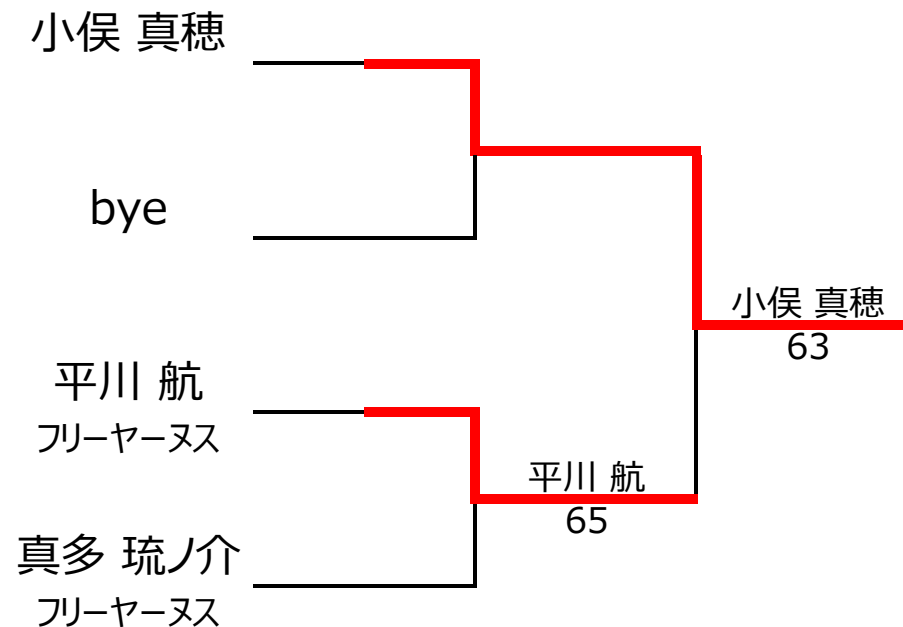 小俣 真穂
bye
平川 航
フリーヤーヌス
真多 琉ノ介
フリーヤーヌス
平川 航
65
小俣 真穂
63